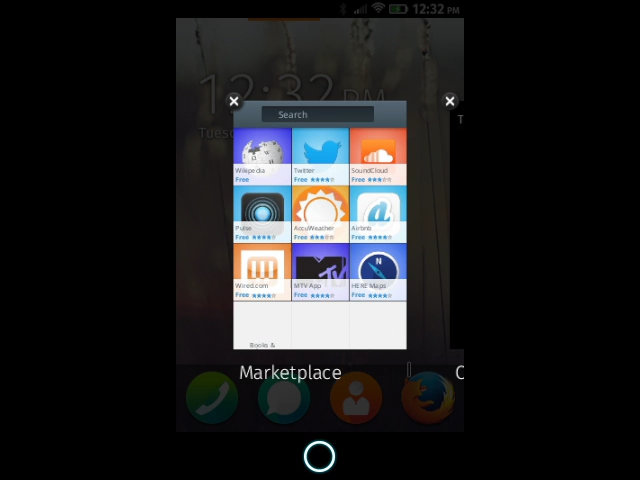 12:32 PM
12:32 PM
Tuesd
Search
Wikipedia
Free
Twitter
Free
SoundCloud
Free
Pulse
Free
AccuWeather
Free
Airbnb
Free
Wired.com
Free
MTV App
Free
N
HERE Maps
Free
Books &
Marketplace